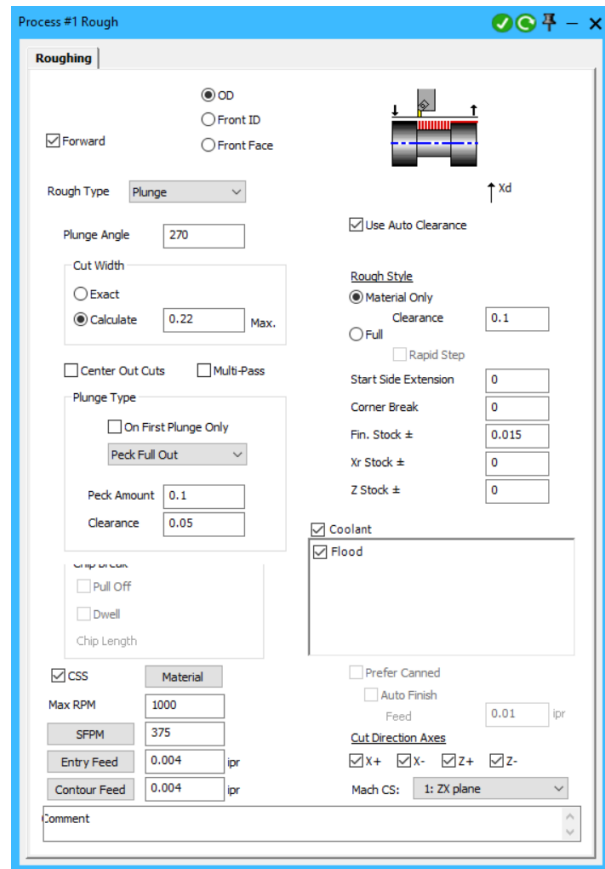 Process #1 Rough
Roughing
OD
Front ID
Forward
Front Face
Rough Type Plunge
Xd
Plunge Angle 270
Use Auto Clearance
Cut Width
Exact
Calculate 0.22 Max.
Rough Style
Material Only
Clearance 0.1
Full
Rapid Step
Center Out Cuts Multi-Pass
Plunge Type
On First Plunge Only
Peck Full Out
Peck Amount 0.1
Clearance 0.05
Start Side Extension 0
Corner Break 0
Fin. Stock ± 0.015
Xr Stock ± 0
Z Stock ± 0
Coolant
Flood
Chip Break
Pull Off
Dwell
Chip Length
CSS Material
Max RPM 1000
SFPM 375
Entry Feed 0.004 ipr
Contour Feed 0.004 ipr
Prefer Canned
Auto Finish
Feed 0.01 ipr
Cut Direction Axes
X+ X- Z+ Z-
Mach CS: 1: ZX plane
Comment